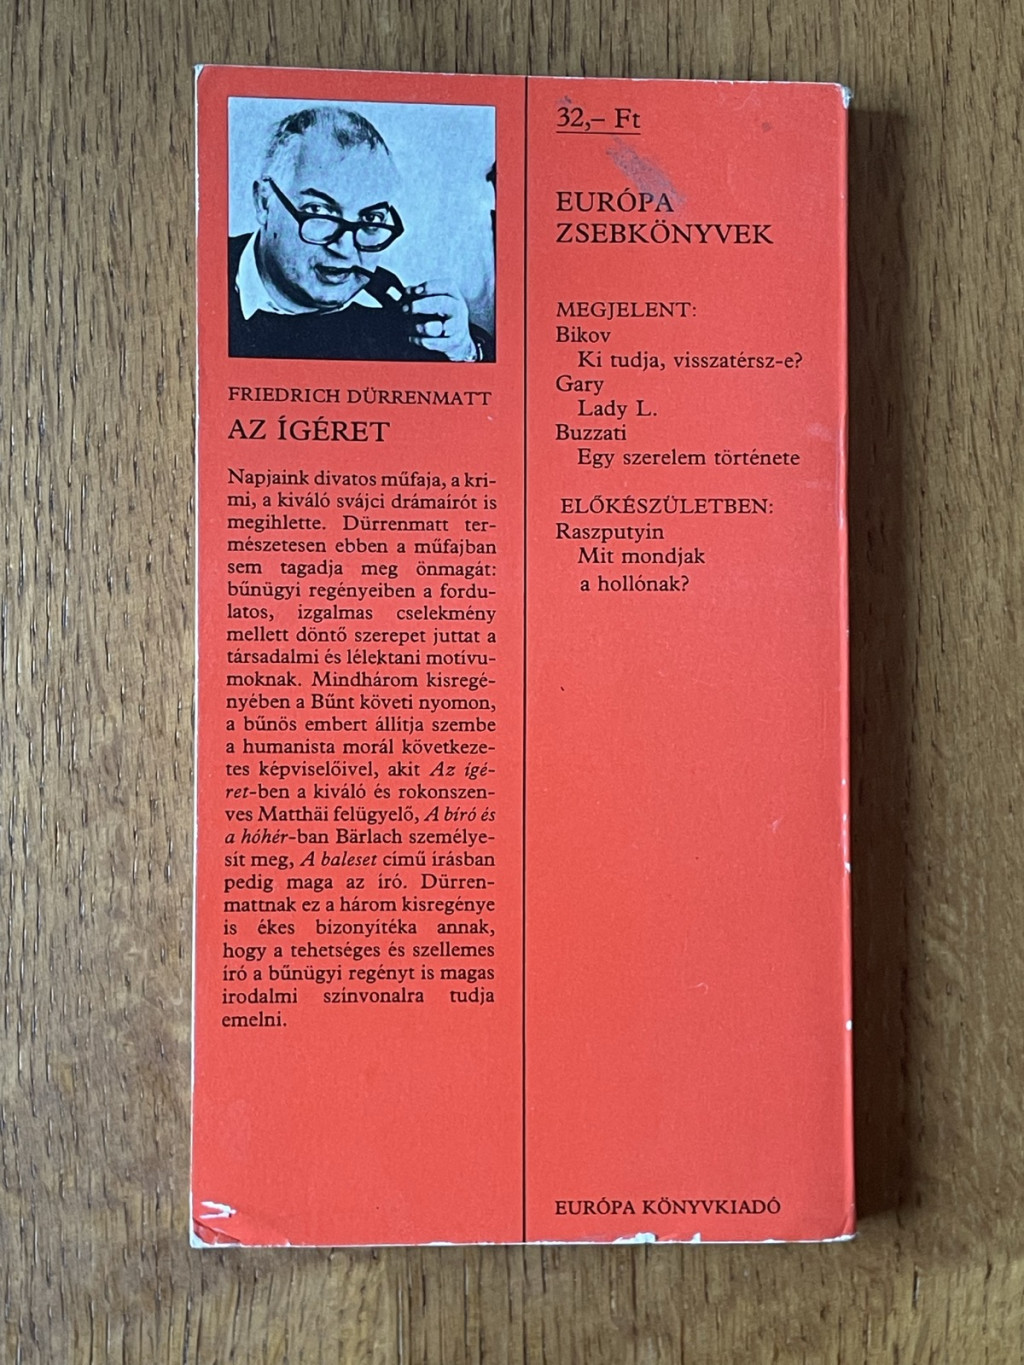 FRIEDRICH DÜRRENMATT
AZ ÍGÉRET
Napjaink divatos műfaja, a kri-
mi, a kiváló svájci drámaírót is
megihlette. Dürrenmatt ter-
mészetesen ebben a műfajban
sem tagadja meg önmagát:
bűnügyi regényeiben a fordu-
latos, izgalmas cselekmény
mellett döntő szerepet juttat a
társadalmi és lélektani motívu-
moknak. Mindhárom kisregé-
nyében a Bűnt követi nyomon,
a bűnös embert állítja szembe
a humanista morál következe-
tes képviselőivel, akit Az ígé-
ret-ben a kiváló és rokonszen-
ves Matthäi felügyelő, A bíró és
a hóhér-ban Bärlach személye-
sít meg, A baleset című írásban
pedig maga az író. Dürren-
mattnak ez a három kisregénye
is ékes bizonyítéka annak,
hogy a tehetséges és szellemes
író a bűnügyi regényt is magas
irodalmi színvonalra tudja
emelni.
32,– Ft
EURÓPA
ZSEBKÖNYVEK
MEGJELENT:
Bikov
Ki tudja, visszatérsz-e?
Gary
Lady L.
Buzzati
Egy szerelem története
ELŐKÉSZÜLETBEN:
Raszputyin
Mit mondjak
a hollónak?
EURÓPA KÖNYVKIADÓ